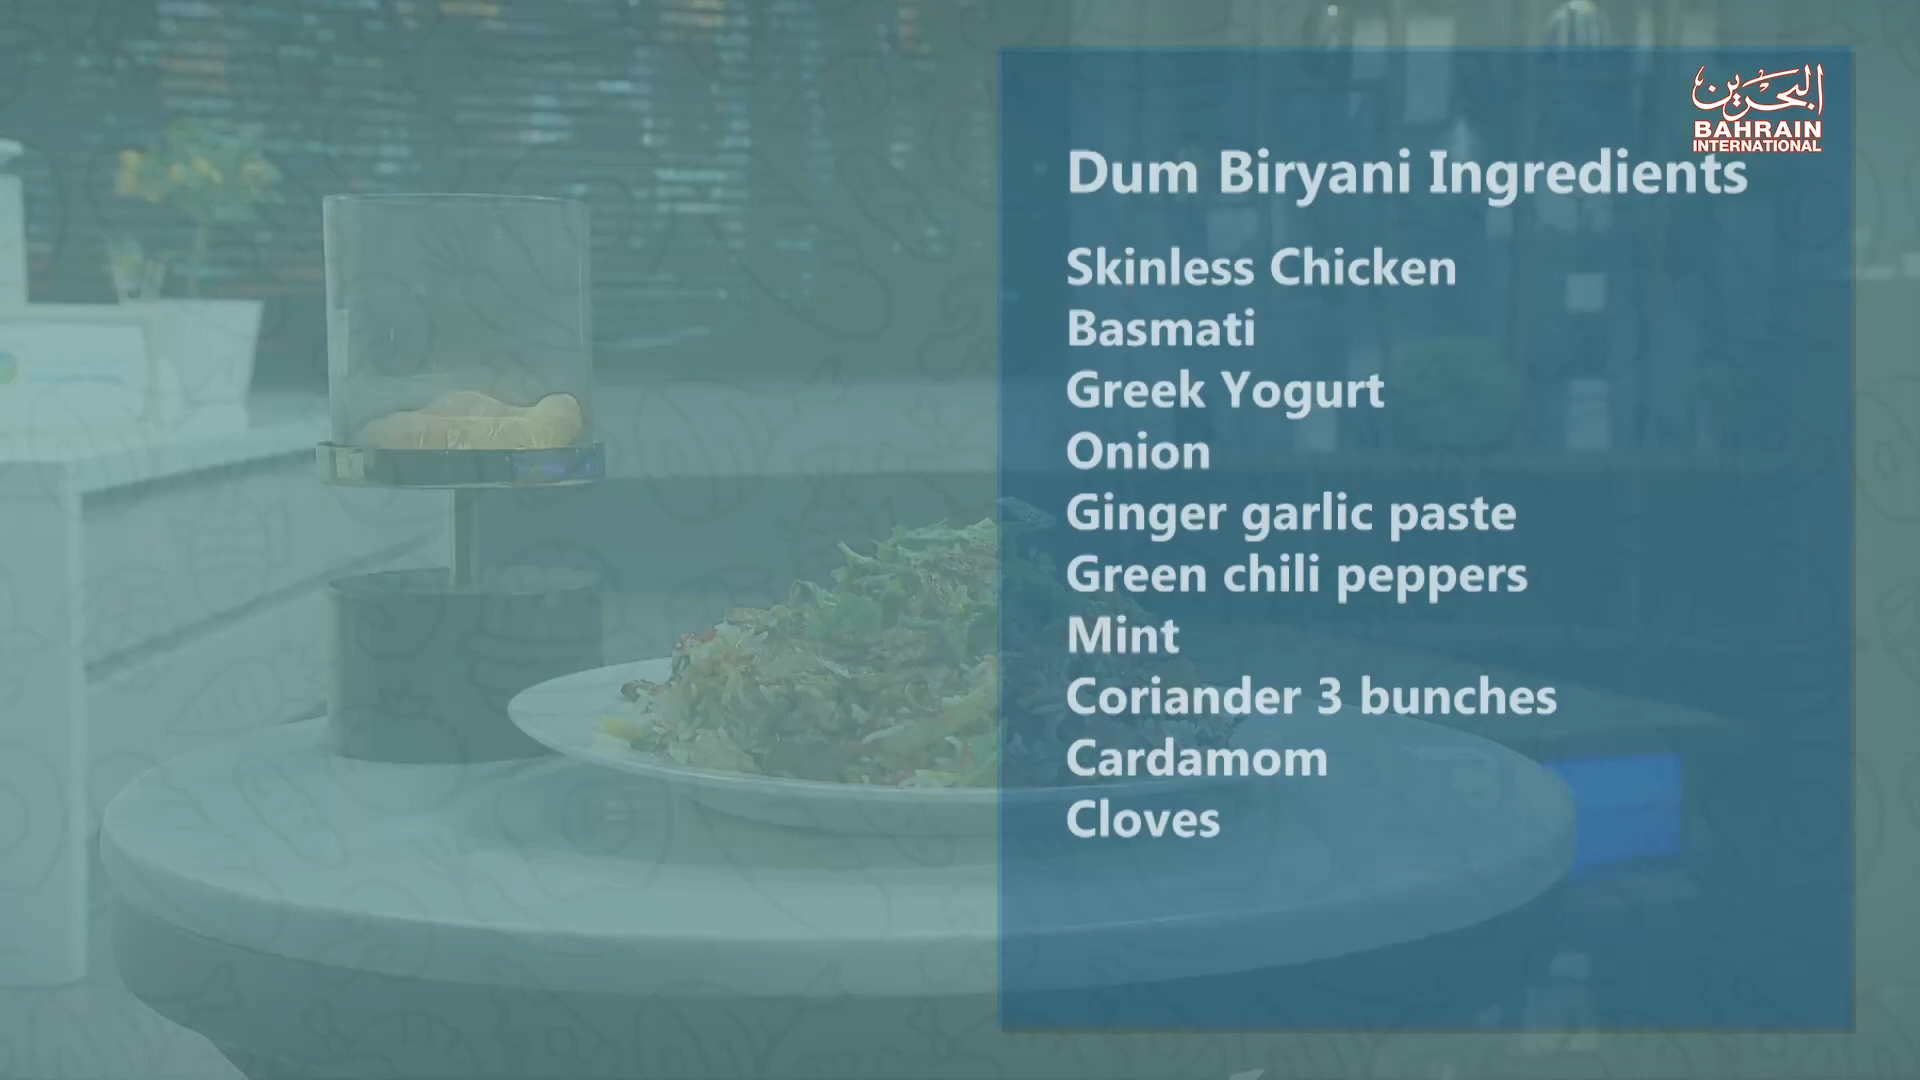 البحرين
BAHRAIN
INTERNATIONAL
Dum Biryani Ingredients
Skinless Chicken
Basmati
Greek Yogurt
Onion
Ginger garlic paste
Green chili peppers
Mint
Coriander 3 bunches
Cardamom
Cloves